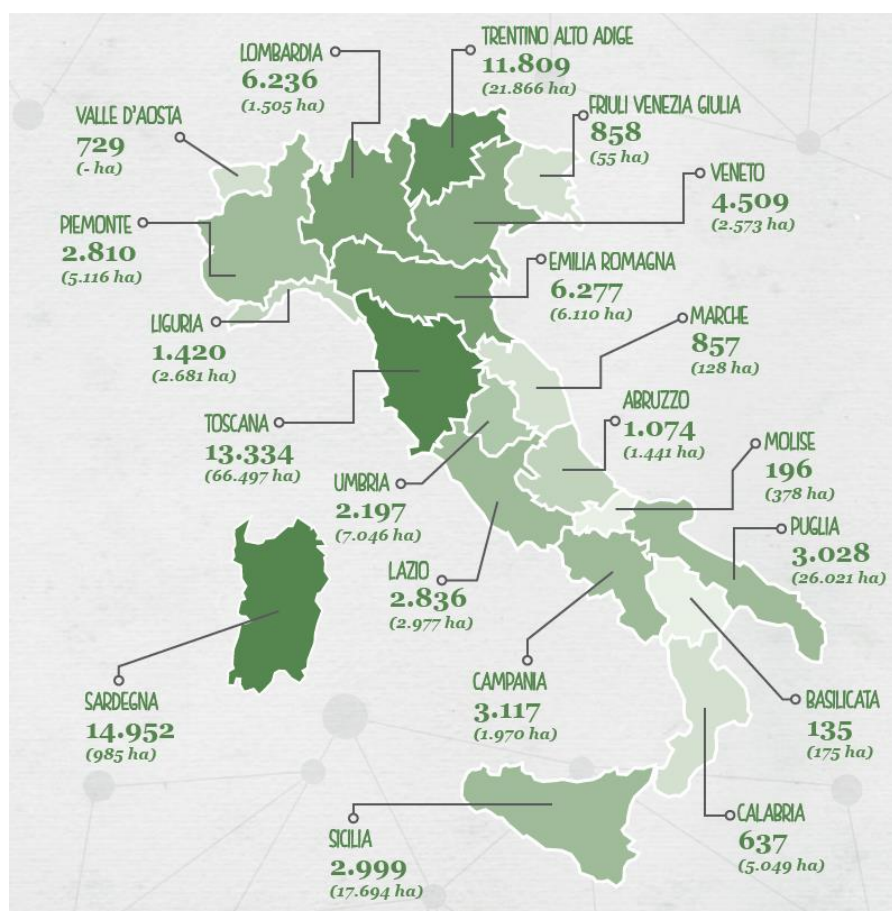 LOMBARDIA
6.236
(1.505 ha)
TRENTINO ALTO ADIGE
11.809
(21.866 ha)
VALLE D'AOSTA
729
(- ha)
FRIULI VENEZIA GIULIA
858
(55 ha)
VENETO
4.509
(2.573 ha)
PIEMONTE
2.810
(5.116 ha)
EMILIA ROMAGNA
6.277
(6.110 ha)
LIGURIA
1.420
(2.681 ha)
MARCHE
857
(128 ha)
TOSCANA
13.334
(66.497 ha)
ABRUZZO
1.074
(1.441 ha)
MOLISE
196
(378 ha)
UMBRIA
2.197
(7.046 ha)
PUGLIA
3.028
(26.021 ha)
LAZIO
2.836
(2.977 ha)
SARDEGNA
14.952
(985 ha)
CAMPANIA
3.117
(1.970 ha)
BASILICATA
135
(175 ha)
SICILIA
2.999
(17.694 ha)
CALABRIA
637
(5.049 ha)